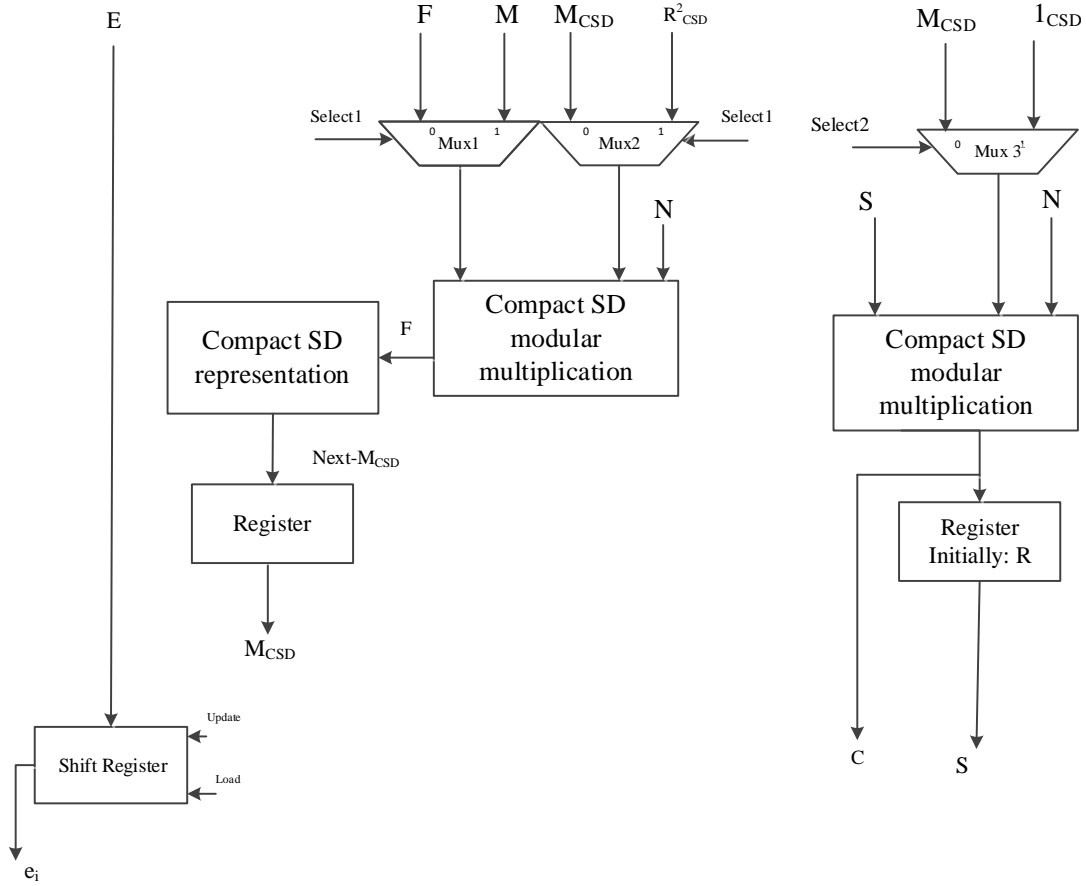 E
F
M
M_CSD
R²_CSD
M_CSD
1_CSD
Select1
0
1
Mux1
0
1
Mux2
Select1
Select2
0
Mux 3
1
N
S
N
Compact SD
modular
multiplication
F
Compact SD
representation
Compact SD
modular
multiplication
Next-M_CSD
Register
Register
Initially: R
M_CSD
Update
Shift Register
Load
C
S
e_i